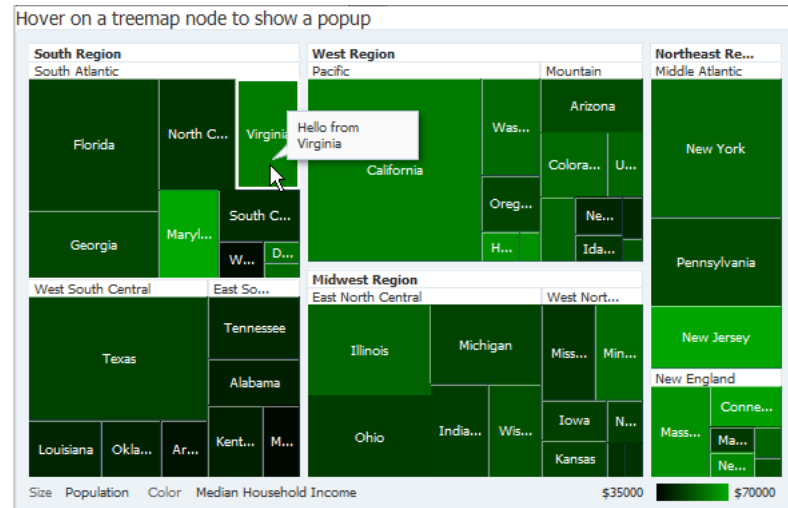 Hover on a treemap node to show a popup
South Region
South Atlantic
Florida
North C...
Virginia
Hello from
Virginia
Georgia
Maryl...
South C...
W...
D...
West South Central
East So...
Texas
Tennessee
Alabama
Louisiana
Okla...
Ar...
Kent...
M...
West Region
Pacific
Mountain
California
Was...
Oreg...
H...
Arizona
Colora...
U...
Ne...
Ida...
Midwest Region
East North Central
West Nort...
Illinois
Michigan
Ohio
India...
Wis...
Miss...
Min...
Iowa
N...
Kansas
Northeast Re...
Middle Atlantic
New York
Pennsylvania
New Jersey
New England
Mass...
Conne...
Ma...
Ne...
Size Population Color Median Household Income $35000 $70000